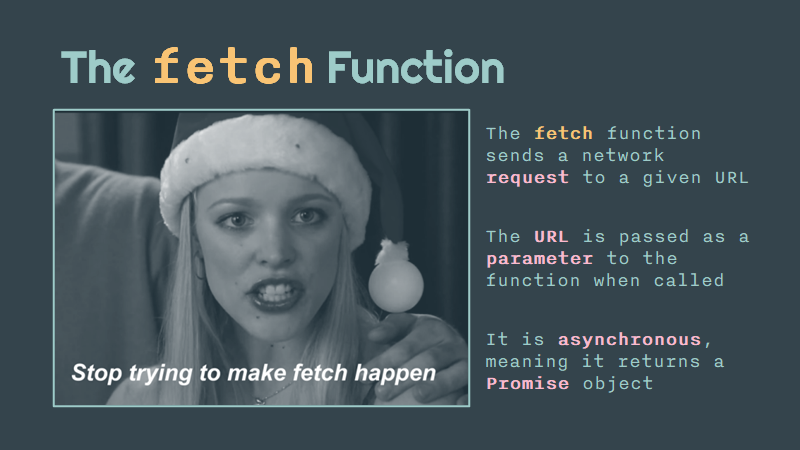 The fetch Function
Stop trying to make fetch happen
The fetch function
sends a network
request to a given URL
The URL is passed as a
parameter to the
function when called
It is asynchronous,
meaning it returns a
Promise object